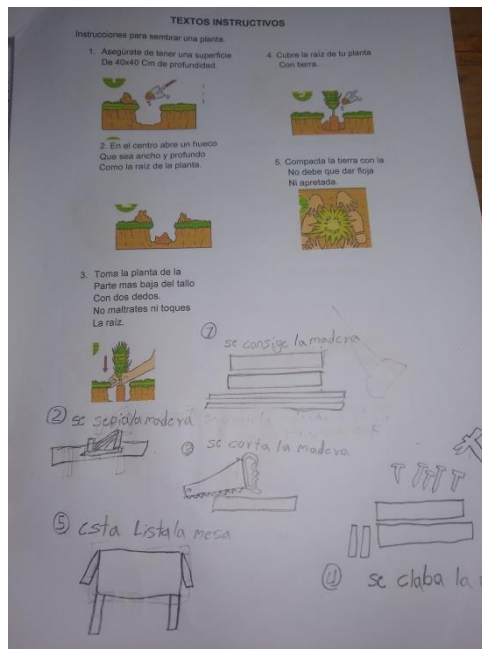 TEXTOS INSTRUCTIVOS
Instrucciones para sembrar una planta.
1. Asegúrate de tener una superficie
De 40x40 Cm de profundidad.
2. En el centro abre un hueco
Que sea ancho y profundo
Como la raíz de la planta.
3. Toma la planta de la
Parte mas baja del tallo
Con dos dedos.
No maltrates ni toques
La raíz.
4. Cubre la raíz de tu planta
Con tierra.
5. Compacta la tierra con la
No debe que dar floja
Ni apretada.
1 se consige la madera
2 se sepia la madera
3 se corta la madera
4 se claba la
5 esta Lista la mesa